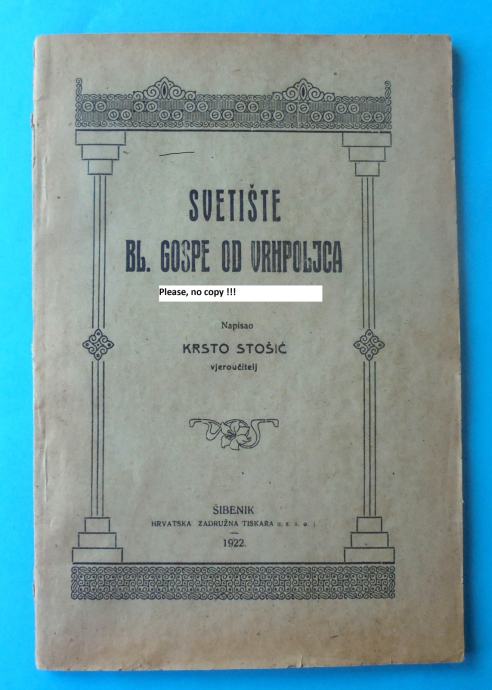 SVETIŠTE
BL. GOSPE OD VRHPOLJCA
Please, no copy !!!
Napisao
KRSTO STOŠIĆ
vjeroučitelj
ŠIBENIK
HRVATSKA ZADRUŽNA TISKARA
1922.